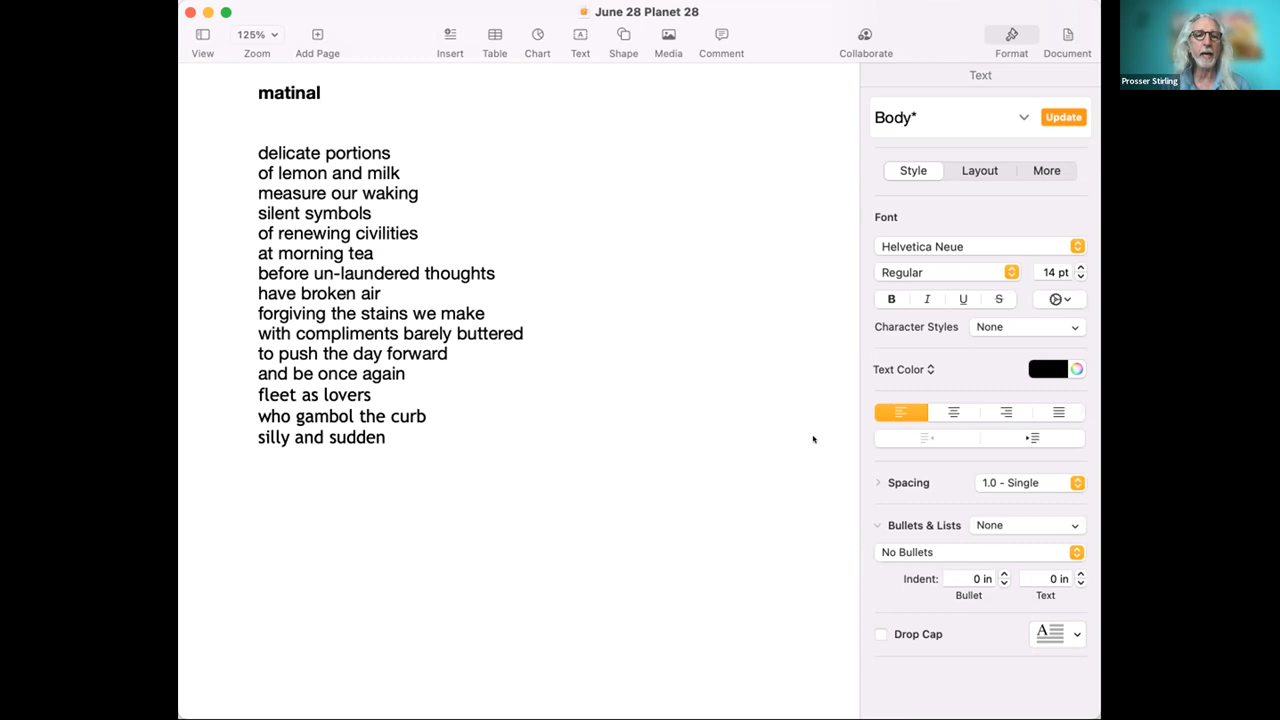 June 28 Planet 28
125%
View
Zoom
Add Page
Insert
Table
Chart
Text
Shape
Media
Comment
Collaborate
Format
Document
Prosser Stirling
matinal
delicate portions
of lemon and milk
measure our waking
silent symbols
of renewing civilities
at morning tea
before un-laundered thoughts
have broken air
forgiving the stains we make
with compliments barely buttered
to push the day forward
and be once again
fleet as lovers
who gambol the curb
silly and sudden
Text
Body*
Update
Style Layout More
Font
Helvetica Neue
Regular 14 pt
B I U S
Character Styles None
Text Color
Spacing 1.0 - Single
Bullets & Lists None
No Bullets
Indent: 0 in 0 in
Bullet Text
Drop Cap
A